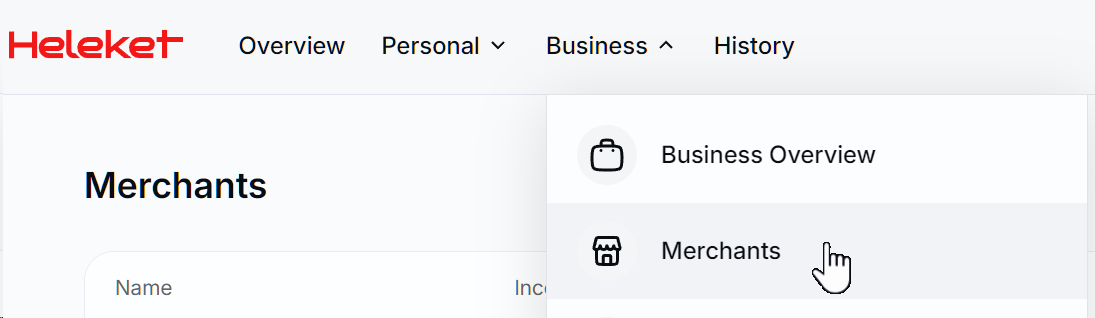 Heleket Overview Personal Business History
Business Overview
Merchants
Merchants
Name